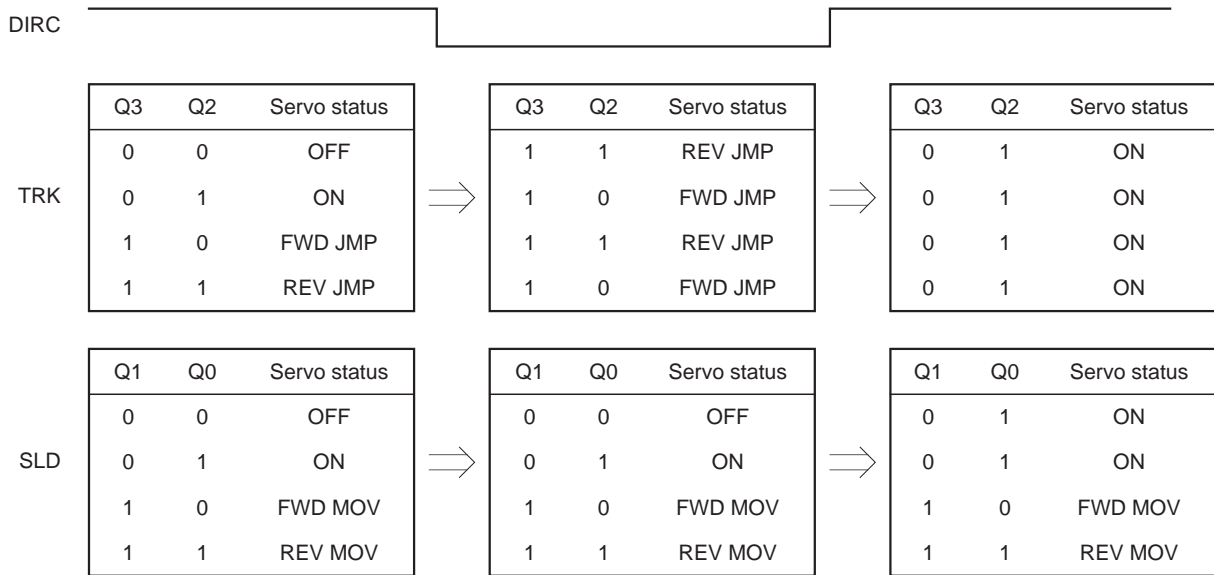 DIRC
Q3 Q2 Servo status Q3 Q2 Servo status Q3 Q2 Servo status
0 0 OFF 1 1 REV JMP 0 1 ON
TRK 0 1 ON 1 0 FWD JMP 0 1 ON
1 0 FWD JMP 1 1 REV JMP 0 1 ON
1 1 REV JMP 1 0 FWD JMP 0 1 ON
Q1 Q0 Servo status Q1 Q0 Servo status Q1 Q0 Servo status
0 0 OFF 0 0 OFF 0 1 ON
SLD 0 1 ON 0 1 ON 0 1 ON
1 0 FWD MOV 1 0 FWD MOV 1 0 FWD MOV
1 1 REV MOV 1 1 REV MOV 1 1 REV MOV